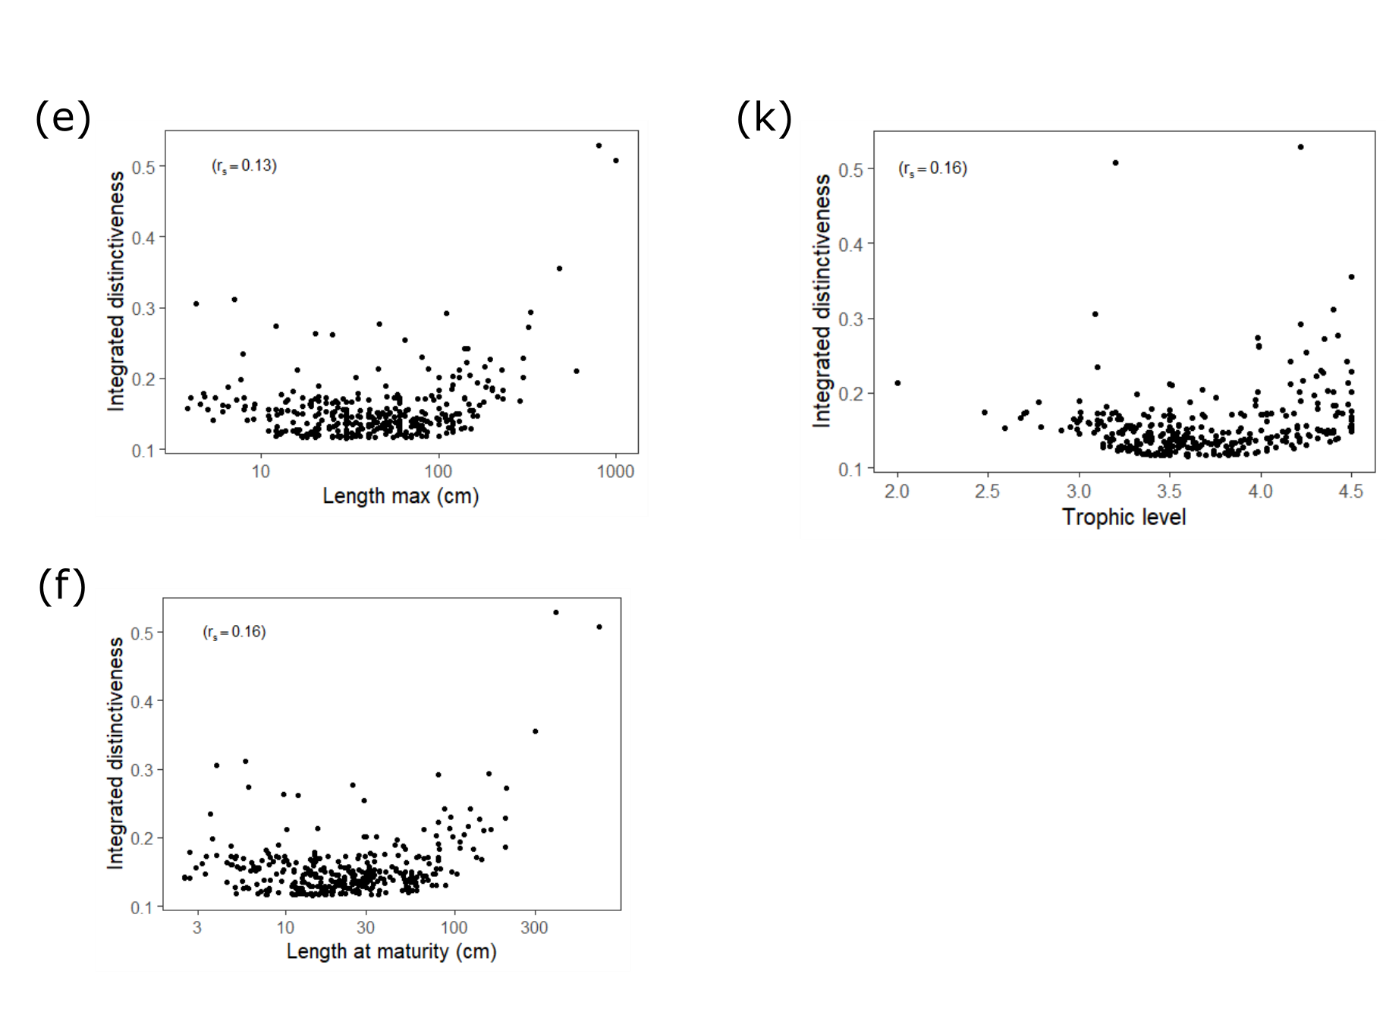 (e)
(rs = 0.13)
Integrated distinctiveness
0.5
0.4
0.3
0.2
0.1
10
100
1000
Length max (cm)
(k)
(rs = 0.16)
Integrated distinctiveness
0.5
0.4
0.3
0.2
0.1
2.0
2.5
3.0
3.5
4.0
4.5
Trophic level
(f)
(rs = 0.16)
Integrated distinctiveness
0.5
0.4
0.3
0.2
0.1
3
10
30
100
300
Length at maturity (cm)